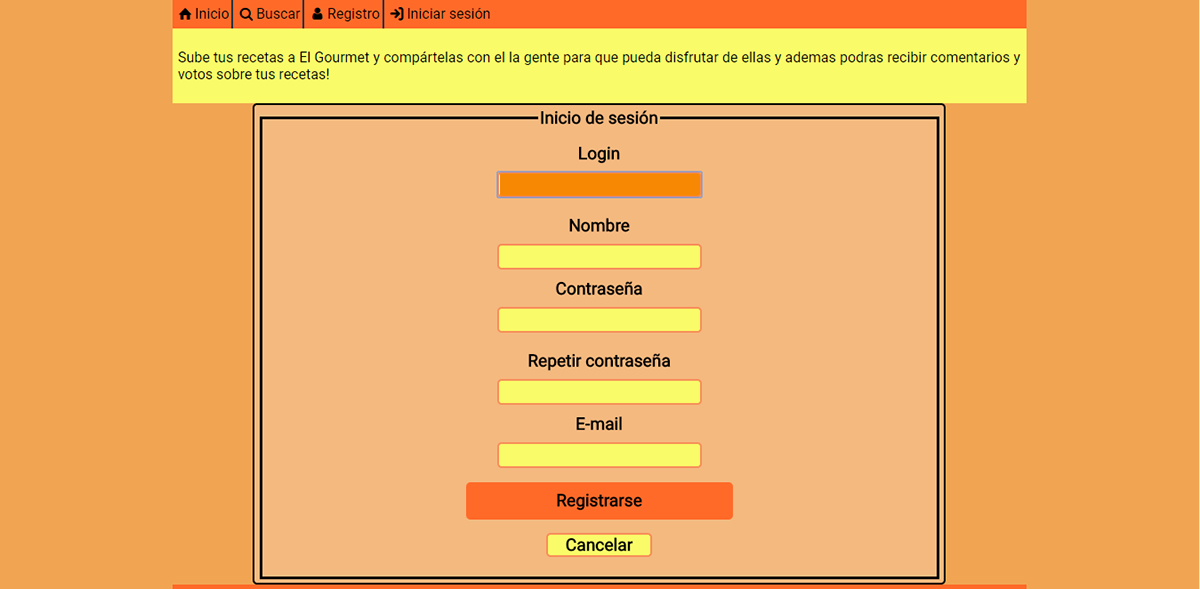 Inicio Buscar Registro Iniciar sesión
Sube tus recetas a El Gourmet y compártelas con el la gente para que pueda disfrutar de ellas y ademas podras recibir comentarios y
votos sobre tus recetas!
Inicio de sesión
Login
Nombre
Contraseña
Repetir contraseña
E-mail
Registrarse
Cancelar